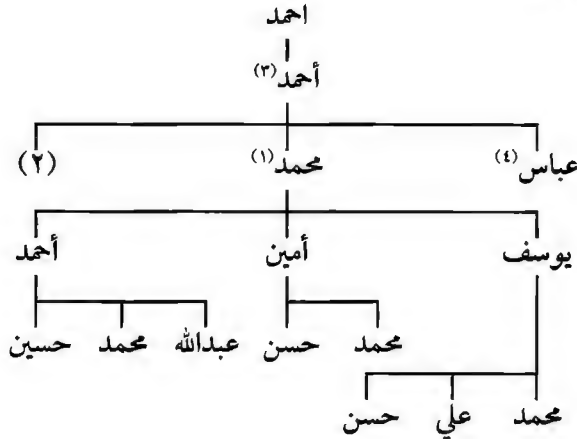 احمد
أحمد (٣)
عباس (٤) محمد (١) (٢)
يوسف أمين أحمد
محمد حسن عبدالله محمد حسين
محمد علي حسن